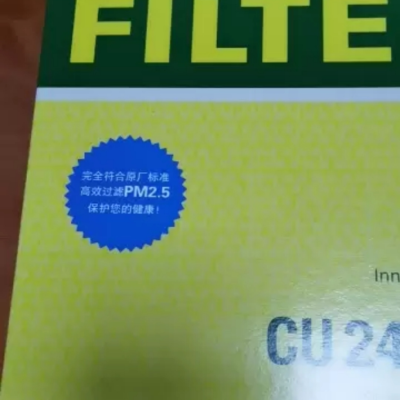 FILTE
完全符合原厂标准
高效过滤PM2.5
保护您的健康!
Inn
CU 24